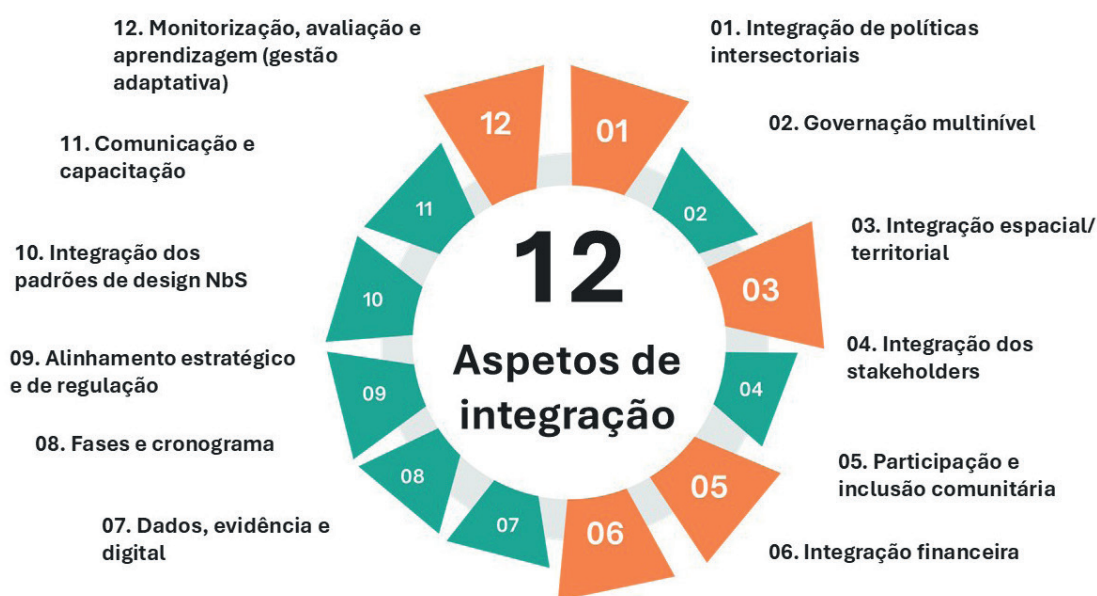 12
Aspetos de
integração
01. Integração de políticas
intersectoriais
02. Governação multinível
03. Integração espacial/
territorial
04. Integração dos
stakeholders
05. Participação e
inclusão comunitária
06. Integração financeira
07. Dados, evidência e
digital
08. Fases e cronograma
09. Alinhamento estratégico
e de regulação
10. Integração dos
padrões de design NbS
11. Comunicação e
capacitação
12. Monitorização, avaliação e
aprendizagem (gestão
adaptativa)
01
02
03
04
05
06
07
08
09
10
11
12